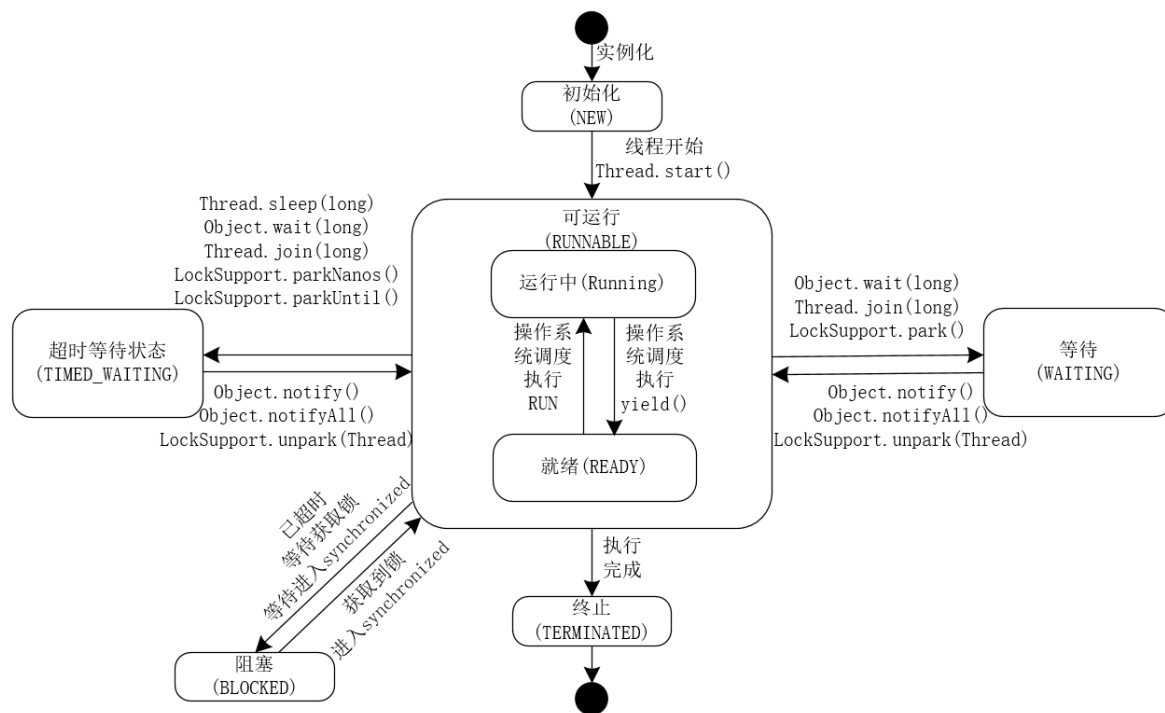 实例化
初始化
(NEW)
线程开始
Thread.start()
可运行
(RUNNABLE)
运行中(Running)
操作系
统调度
执行
RUN
操作系
统调度
执行
yield()
就绪(READY)
Thread.sleep(long)
Object.wait(long)
Thread.join(long)
LockSupport.parkNanos()
LockSupport.parkUntil()
超时等待状态
(TIMED_WAITING)
Object.notify()
Object.notifyAll()
LockSupport.unpark(Thread)
Object.wait(long)
Thread.join(long)
LockSupport.park()
等待
(WAITING)
Object.notify()
Object.notifyAll()
LockSupport.unpark(Thread)
已超时
等待获取锁
等待进入synchronized
获取到锁
进入synchronized
阻塞
(BLOCKED)
执行
完成
终止
(TERMINATED)